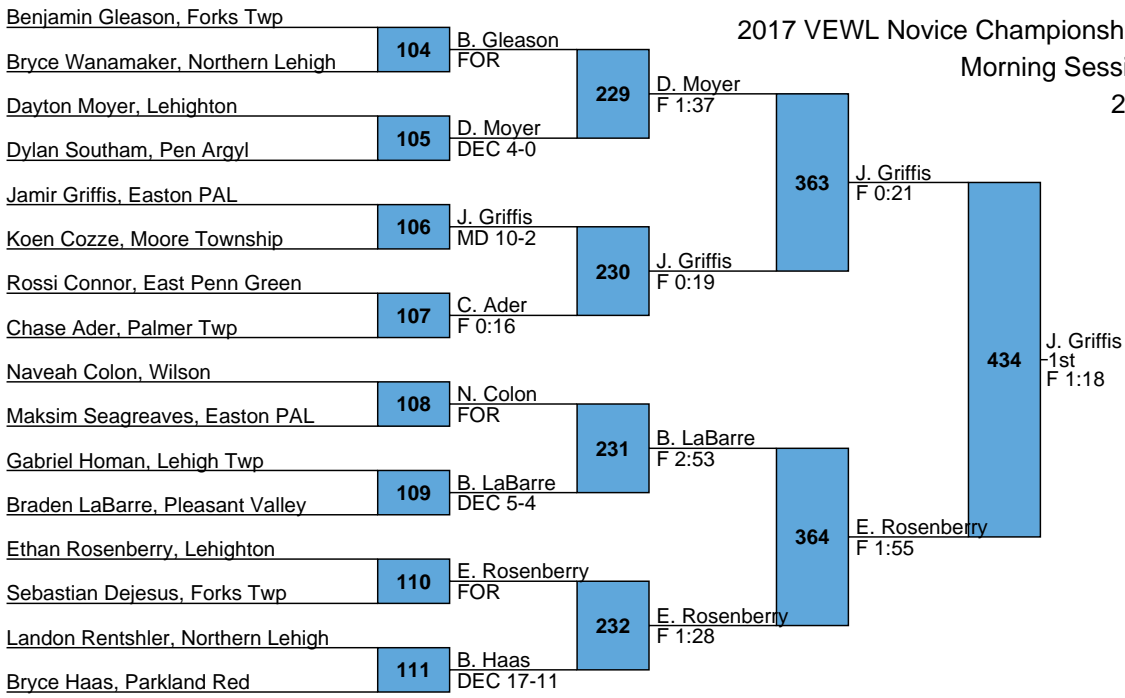 2017 VEWL Novice Championsh
Morning Sessi
2
Benjamin Gleason, Forks Twp
104
Bryce Wanamaker, Northern Lehigh
B. Gleason
FOR
Dayton Moyer, Lehighton
105
Dylan Southam, Pen Argyl
D. Moyer
DEC 4-0
229
D. Moyer
F 1:37
Jamir Griffis, Easton PAL
106
Koen Cozze, Moore Township
J. Griffis
MD 10-2
Rossi Connor, East Penn Green
107
Chase Ader, Palmer Twp
C. Ader
F 0:16
230
J. Griffis
F 0:19
363
J. Griffis
F 0:21
Naveah Colon, Wilson
108
Maksim Seagreaves, Easton PAL
N. Colon
FOR
Gabriel Homan, Lehigh Twp
109
Braden LaBarre, Pleasant Valley
B. LaBarre
DEC 5-4
231
B. LaBarre
F 2:53
Ethan Rosenberry, Lehighton
110
Sebastian Dejesus, Forks Twp
E. Rosenberry
FOR
Landon Rentshler, Northern Lehigh
111
Bryce Haas, Parkland Red
B. Haas
DEC 17-11
232
E. Rosenberry
F 1:28
364
E. Rosenberry
F 1:55
434
J. Griffis
1st
F 1:18